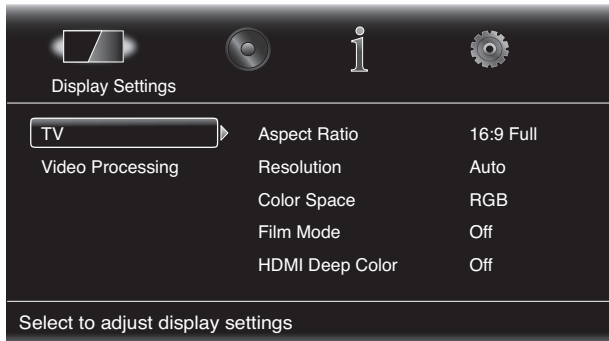 Display Settings
TV
Video Processing
Aspect Ratio 16:9 Full
Resolution Auto
Color Space RGB
Film Mode Off
HDMI Deep Color Off
Select to adjust display settings